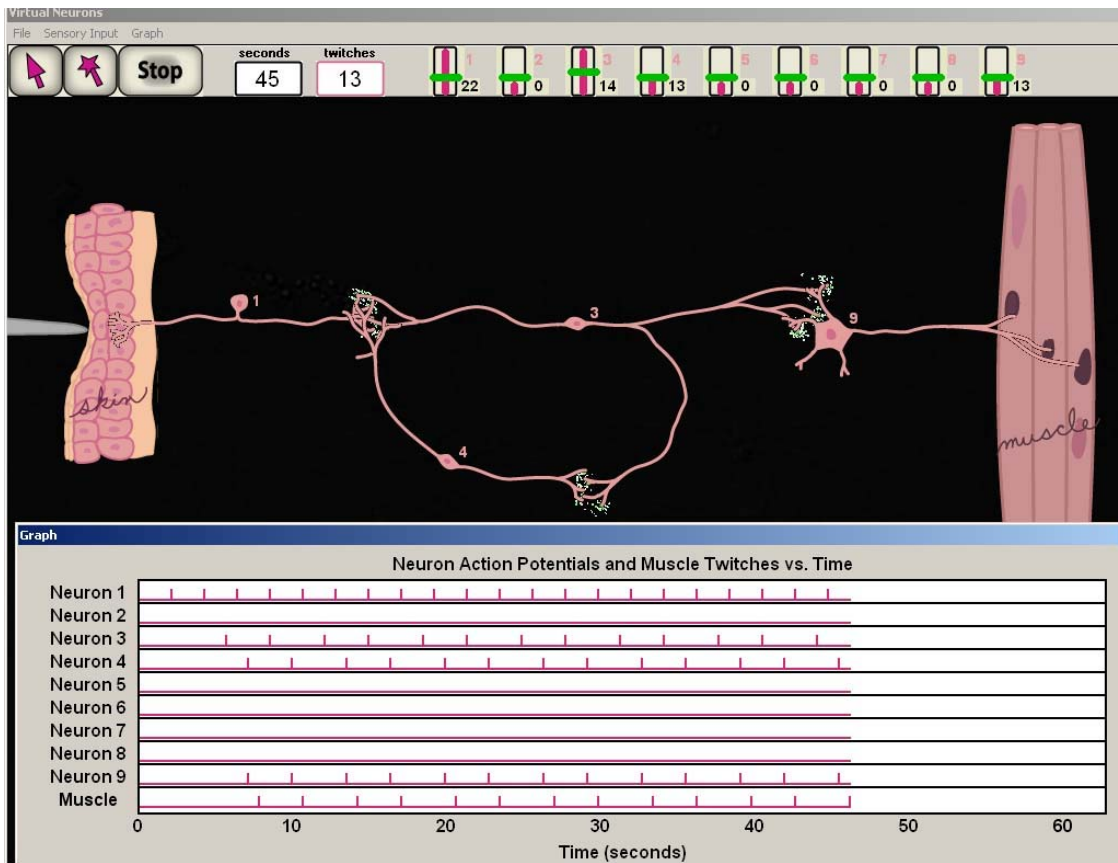 Virtual Neurons
File Sensory Input Graph
Stop
seconds
45
twitches
13
1
22
2
0
3
14
4
13
5
0
6
0
7
0
8
0
9
13
1
3
9
4
skin
muscle
Graph
Neuron Action Potentials and Muscle Twitches vs. Time
Neuron 1
Neuron 2
Neuron 3
Neuron 4
Neuron 5
Neuron 6
Neuron 7
Neuron 8
Neuron 9
Muscle
0 10 20 30 40 50 60
Time (seconds)